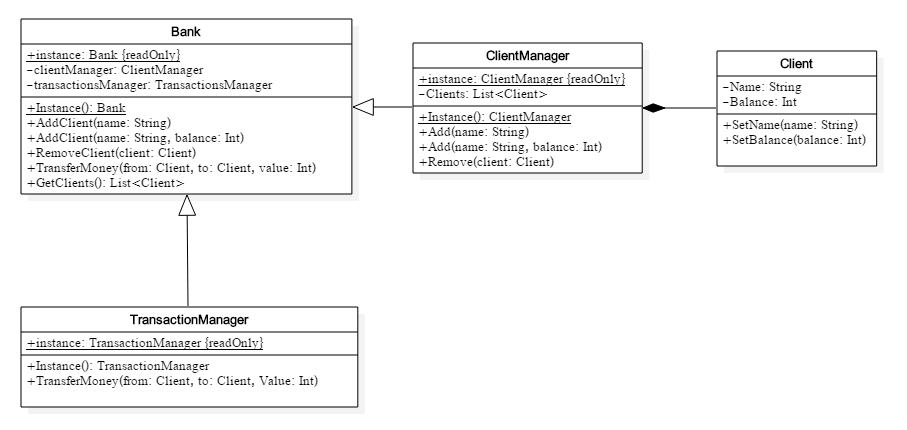 Bank
+instance: Bank {readOnly}
-clientManager: ClientManager
-transactionsManager: TransactionsManager
+Instance(): Bank
+AddClient(name: String)
+AddClient(name: String, balance: Int)
+RemoveClient(client: Client)
+TransferMoney(from: Client, to: Client, value: Int)
+GetClients(): List<Client>
ClientManager
+instance: ClientManager {readOnly}
-Clients: List<Client>
+Instance(): ClientManager
+Add(name: String)
+Add(name: String, balance: Int)
+Remove(client: Client)
Client
-Name: String
-Balance: Int
+SetName(name: String)
+SetBalance(balance: Int)
TransactionManager
+instance: TransactionManager {readOnly}
+Instance(): TransactionManager
+TransferMoney(from: Client, to: Client, Value: Int)